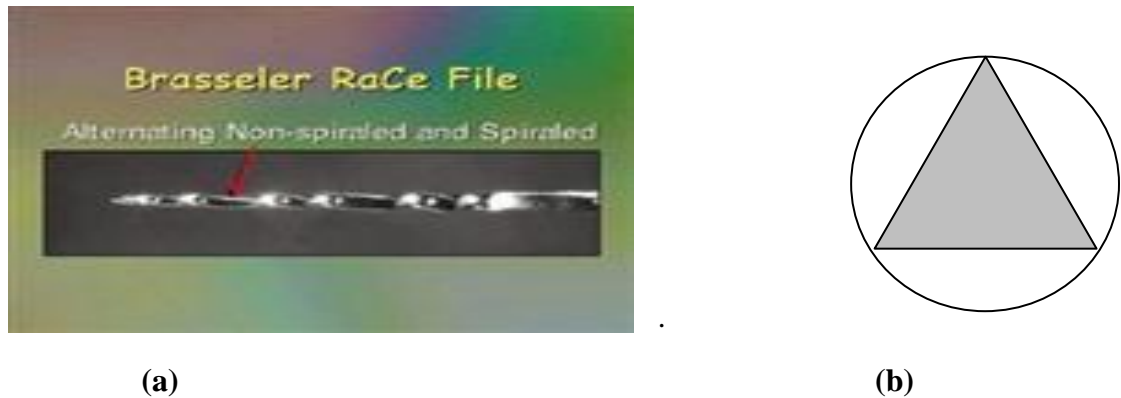 Brasseler RaCe File
Alternating Non-spiraled and Spiraled
.
(a)
(b)